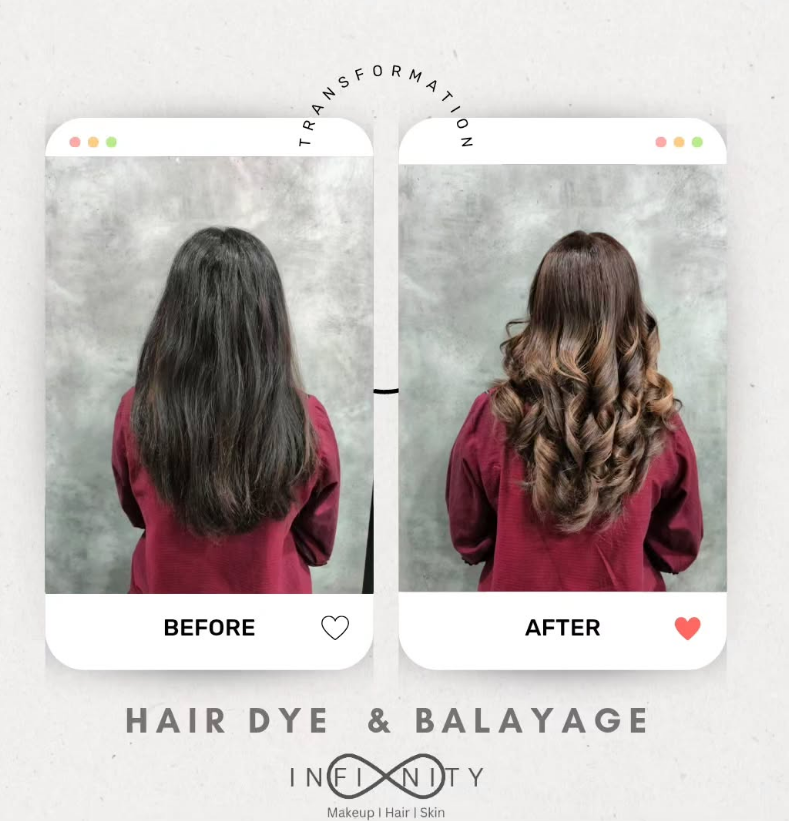 TRANSFORMATION
BEFORE
AFTER
HAIR DYE & BALAYAGE
INFINITY
Makeup | Hair | Skin